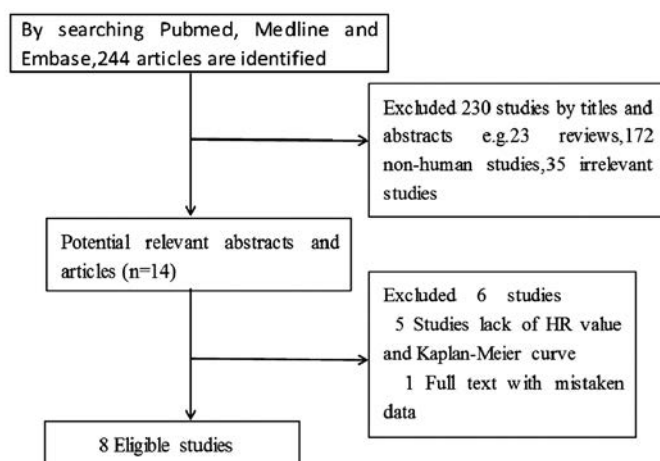 By searching Pubmed, Medline and
Embase,244 articles are identified
Excluded 230 studies by titles and
abstracts e.g.23 reviews,172
non-human studies,35 irrelevant
studies
Potential relevant abstracts and
articles (n=14)
Excluded 6 studies
5 Studies lack of HR value
and Kaplan-Meier curve
1 Full text with mistaken
data
8 Eligible studies